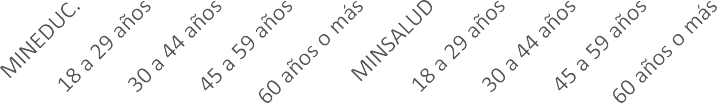 MINEDUC.
18 a 29 años
30 a 44 años
45 a 59 años
60 años o más
MINSALUD
18 a 29 años
30 a 44 años
45 a 59 años
60 años o más